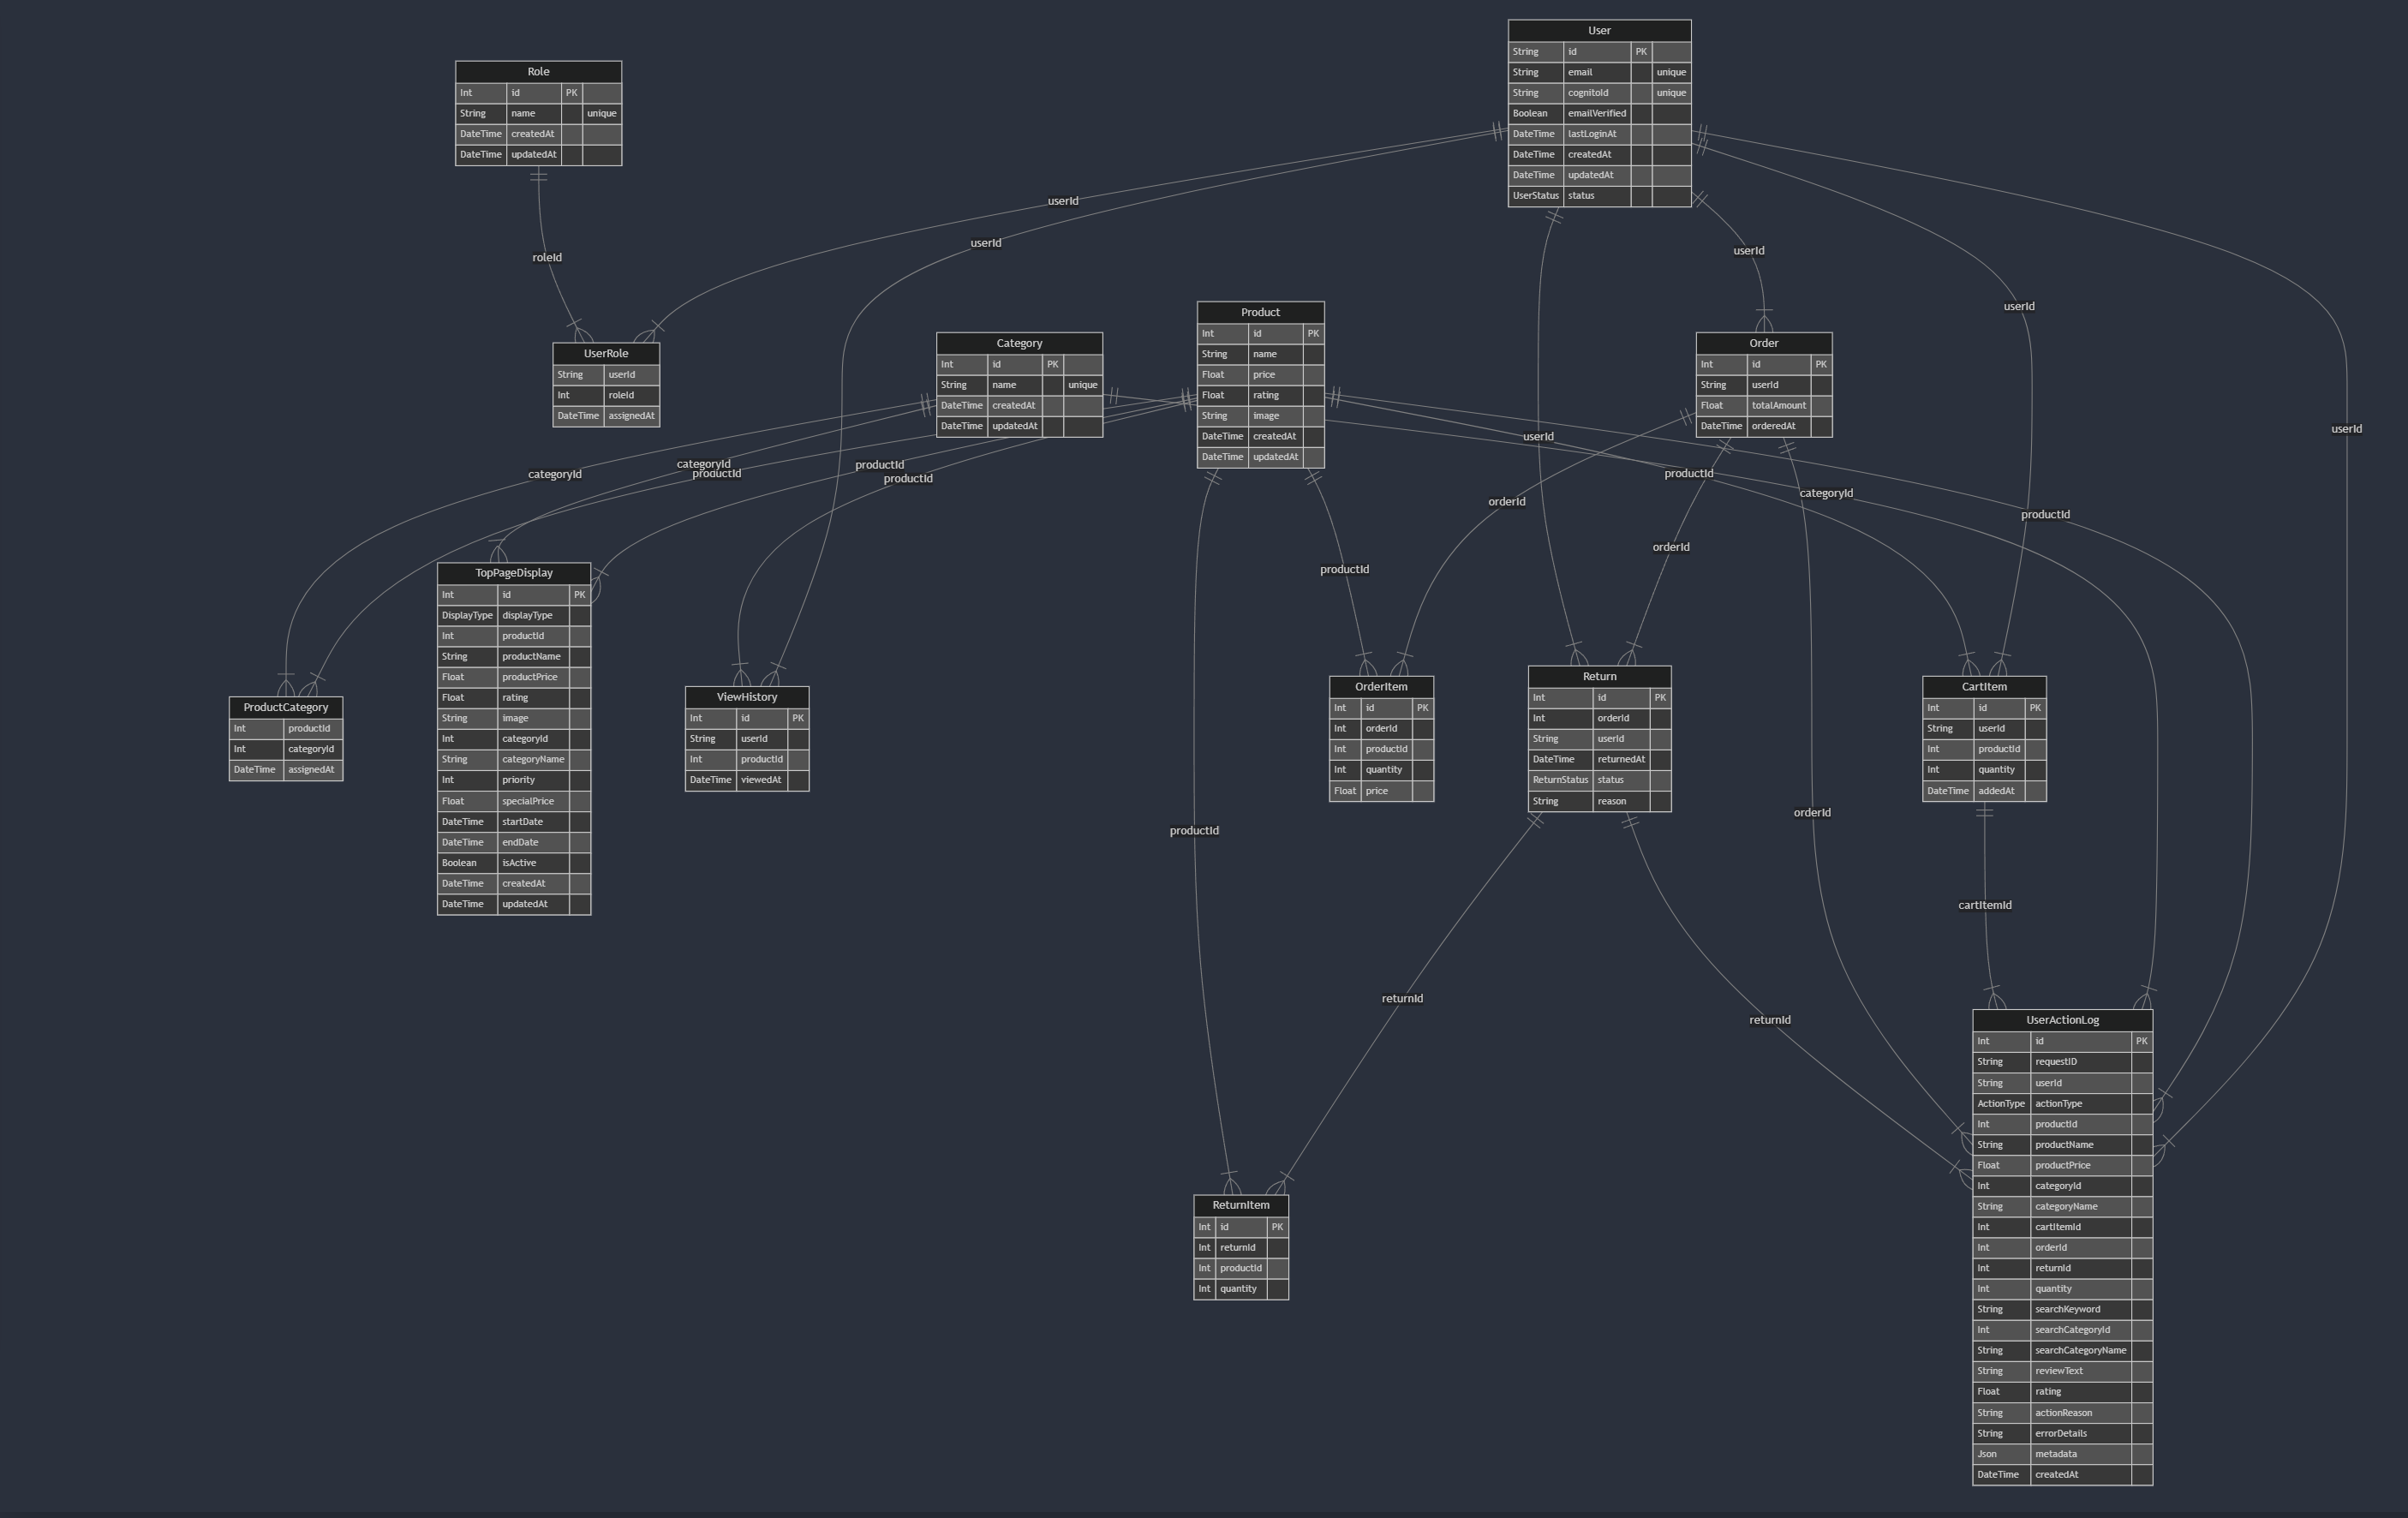 User
String id PK
String email unique
String cognitoId unique
Boolean emailVerified
DateTime lastLoginAt
DateTime createdAt
DateTime updatedAt
UserStatus status
Role
Int id PK
String name unique
DateTime createdAt
DateTime updatedAt
userId
userId
roleId
userId
userId
userId
userId
UserRole
String userId
Int roleId
DateTime assignedAt
Category
Int id PK
String name unique
DateTime createdAt
DateTime updatedAt
Product
Int id PK
String name
Float price
Float rating
String image
DateTime createdAt
DateTime updatedAt
Order
Int id PK
String userId
Float totalAmount
DateTime orderedAt
categoryId
categoryId
productId
productId
productId
productId
categoryId
productId
orderId
orderId
productId
TopPageDisplay
Int id PK
DisplayType displayType
Int productId
String productName
Float productPrice
Float rating
String image
Int categoryId
String categoryName
Int priority
Float specialPrice
DateTime startDate
DateTime endDate
Boolean isActive
DateTime createdAt
DateTime updatedAt
ProductCategory
Int productId
Int categoryId
DateTime assignedAt
ViewHistory
Int id PK
String userId
Int productId
DateTime viewedAt
OrderItem
Int id PK
Int orderId
Int productId
Int quantity
Float price
Return
Int id PK
Int orderId
String userId
DateTime returnedAt
ReturnStatus status
String reason
CartItem
Int id PK
String userId
Int productId
Int quantity
DateTime addedAt
productId
orderId
cartItemId
returnId
returnId
ReturnItem
Int id PK
Int returnId
Int productId
Int quantity
UserActionLog
Int id PK
String requestID
String userId
ActionType actionType
Int productId
String productName
Float productPrice
Int categoryId
String categoryName
Int cartItemId
Int orderId
Int returnId
Int quantity
String searchKeyword
Int searchCategoryId
String searchCategoryName
String reviewText
Float rating
String actionReason
String errorDetails
Json metadata
DateTime createdAt